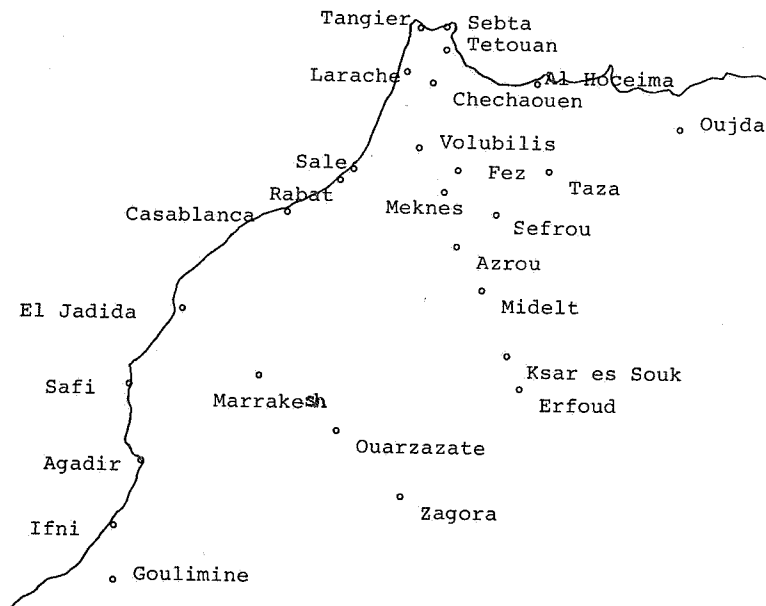 Tangier
Sebta
Tetouan
Larache
Al Hoceima
Chechaouen
Oujda
Volubilis
Sale
Fez
Taza
Rabat
Meknes
Casablanca
Sefrou
Azrou
El Jadida
Midelt
Ksar es Souk
Safi
Marrakesh
Erfoud
Ouarzazate
Agadir
Zagora
Ifni
Goulimine